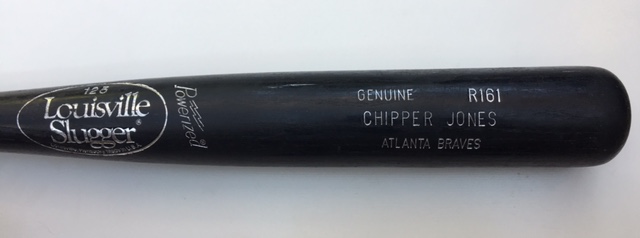 125
Louisville
Slugger®
Powerized
GENUINE R161
CHIPPER JONES
ATLANTA BRAVES